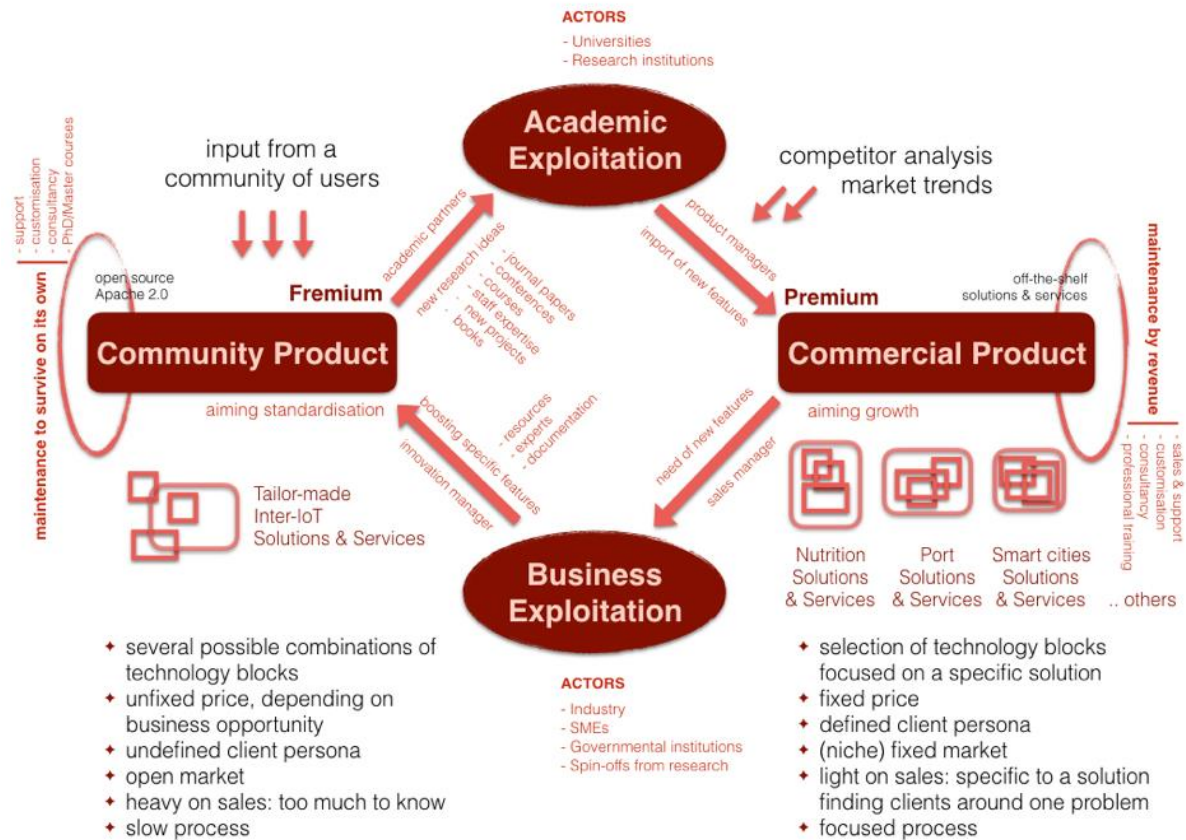 ACTORS
- Universities
- Research institutions
Academic
Exploitation
input from a
community of users
competitor analysis
market trends
- support
- customisation
- consultancy
- PhD/Master courses
maintenance to survive on its own
open source
Apache 2.0
Fremium
Community Product
aiming standardisation
academic partners
new research ideas
- journal papers
- conferences
- courses
- staff expertise
- new projects
- books
product managers
import of new features
Premium
off-the-shelf
solutions & services
Commercial Product
aiming growth
maintenance by revenue
- sales & support
- customisation
- consultancy
- professional training
boosting specific features
innovation manager
- resources
- experts
- documentation
need of new features
sales manager
Tailor-made
Inter-IoT
Solutions & Services
Business
Exploitation
Nutrition
Solutions
& Services
Port
Solutions
& Services
Smart cities
Solutions
& Services
.. others
✦ several possible combinations of
technology blocks
✦ unfixed price, depending on
business opportunity
✦ undefined client persona
✦ open market
✦ heavy on sales: too much to know
✦ slow process
ACTORS
- Industry
- SMEs
- Governmental institutions
- Spin-offs from research
✦ selection of technology blocks
focused on a specific solution
✦ fixed price
✦ defined client persona
✦ (niche) fixed market
✦ light on sales: specific to a solution
finding clients around one problem
✦ focused process